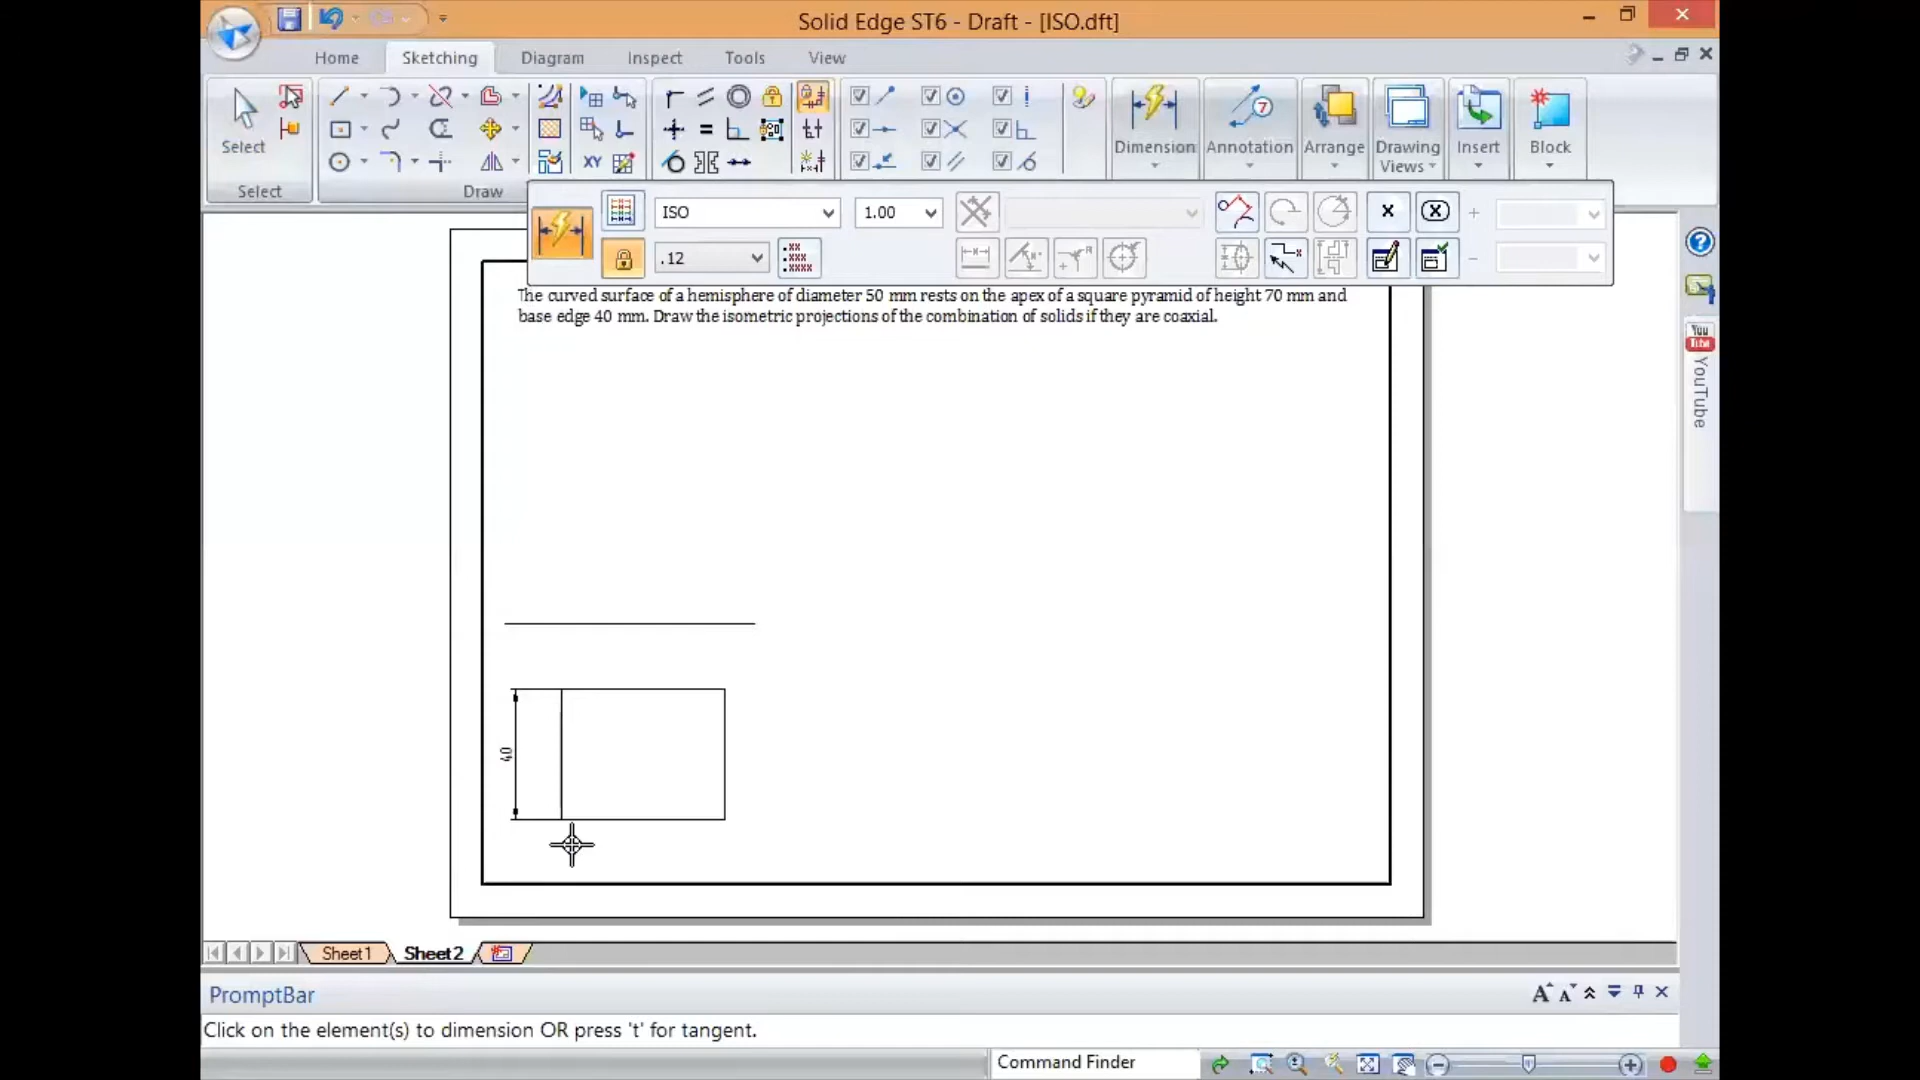 Solid Edge ST6 - Draft - [ISO.dft]
Home Sketching Diagram Inspect Tools View
Select
Dimension Annotation Arrange Drawing Views Insert Block
Select Draw
XY
ISO 1.00
.12
The curved surface of a hemisphere of diameter 50 mm rests on the apex of a square pyramid of height 70 mm and
base edge 40 mm. Draw the isometric projections of the combination of solids if they are coaxial.
You
Tube
YouTube
40
Sheet1 Sheet2
PromptBar
Click on the element(s) to dimension OR press 't' for tangent.
Command Finder